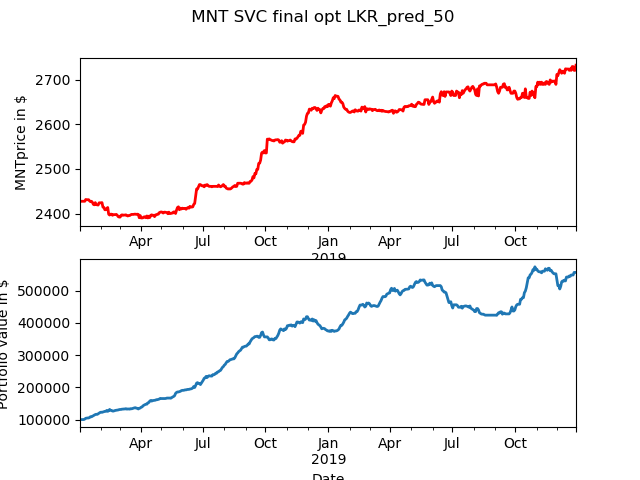 MNT SVC final opt LKR_pred_50
MNTprice in $
2700
2600
2500
2400
Apr Jul Oct Jan Apr Jul Oct
2019
Portfolio value in $
500000
400000
300000
200000
100000
Apr Jul Oct Jan Apr Jul Oct
2019
Date